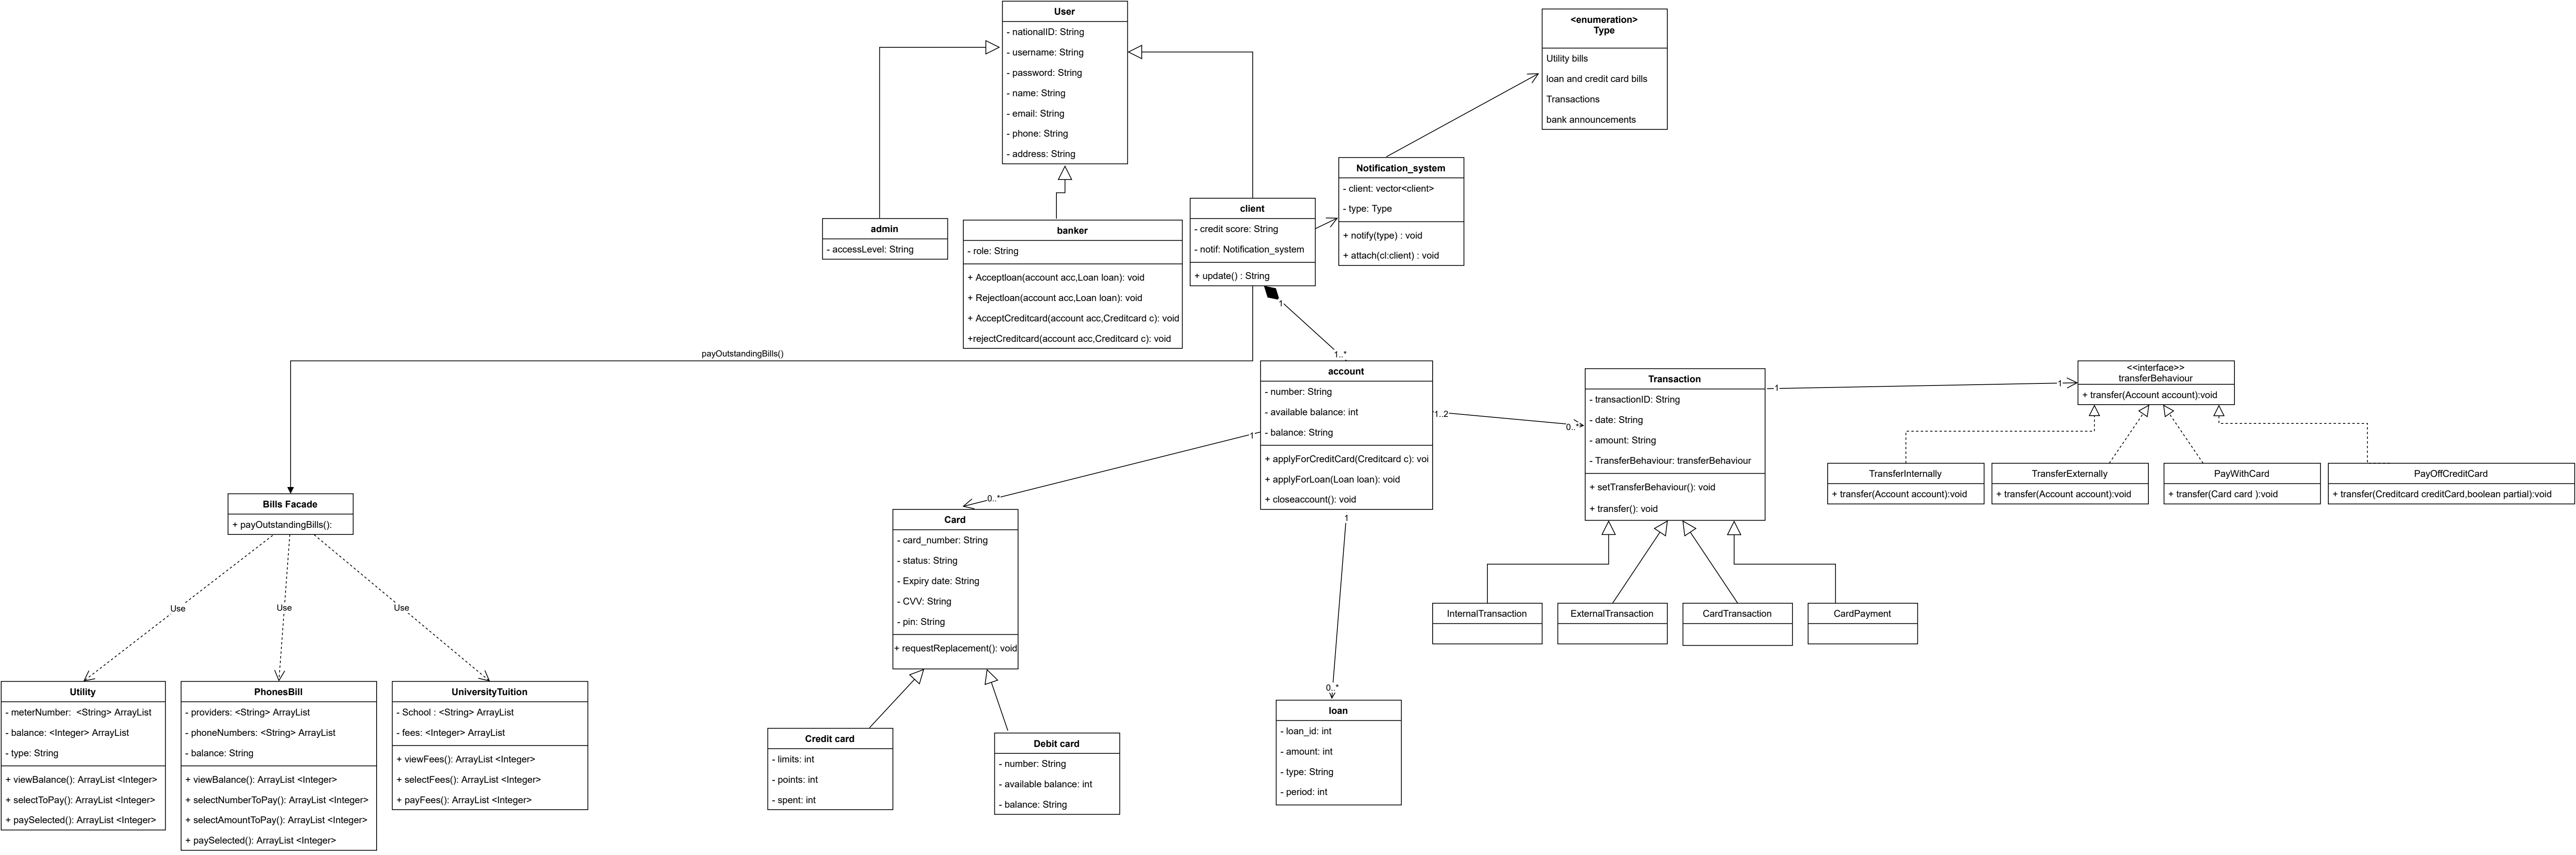 User
- nationalID: String
- username: String
- password: String
- name: String
- email: String
- phone: String
- address: String
<enumeration>
Type
Utility bills
loan and credit card bills
Transactions
bank announcements
Notification_system
- client: vector<client>
- type: Type
+ notify(type) : void
+ attach(cl:client) : void
admin
- accessLevel: String
banker
- role: String
+ Acceptloan(account acc,Loan loan): void
+ Rejectloan(account acc,Loan loan): void
+ AcceptCreditcard(account acc,Creditcard c): void
+rejectCreditcard(account acc,Creditcard c): void
client
- credit score: String
- notif: Notification_system
+ update() : String
1
1..*
payOutstandingBills()
account
- number: String
- available balance: int
- balance: String
+ applyForCreditCard(Creditcard c): voi
+ applyForLoan(Loan loan): void
+ closeaccount(): void
1..2
0..*
1
0..*
1
0..*
Transaction
- transactionID: String
- date: String
- amount: String
- TransferBehaviour: transferBehaviour
+ setTransferBehaviour(): void
+ transfer(): void
1
1
<<interface>>
transferBehaviour
+ transfer(Account account):void
TransferInternally
+ transfer(Account account):void
TransferExternally
+ transfer(Account account):void
PayWithCard
+ transfer(Card card ):void
PayOffCreditCard
+ transfer(Creditcard creditCard,boolean partial):void
InternalTransaction
ExternalTransaction
CardTransaction
CardPayment
Bills Facade
+ payOutstandingBills():
Use
Use
Use
Card
- card_number: String
- status: String
- Expiry date: String
- CVV: String
- pin: String
+ requestReplacement(): void
Utility
- meterNumber:  <String> ArrayList
- balance: <Integer> ArrayList
- type: String
+ viewBalance(): ArrayList <Integer>
+ selectToPay(): ArrayList <Integer>
+ paySelected(): ArrayList <Integer>
PhonesBill
- providers: <String> ArrayList
- phoneNumbers: <String> ArrayList
- balance: String
+ viewBalance(): ArrayList <Integer>
+ selectNumberToPay(): ArrayList <Integer>
+ selectAmountToPay(): ArrayList <Integer>
+ paySelected(): ArrayList <Integer>
UniversityTuition
- School : <String> ArrayList
- fees: <Integer> ArrayList
+ viewFees(): ArrayList <Integer>
+ selectFees(): ArrayList <Integer>
+ payFees(): ArrayList <Integer>
Credit card
- limits: int
- points: int
- spent: int
Debit card
- number: String
- available balance: int
- balance: String
loan
- loan_id: int
- amount: int
- type: String
- period: int